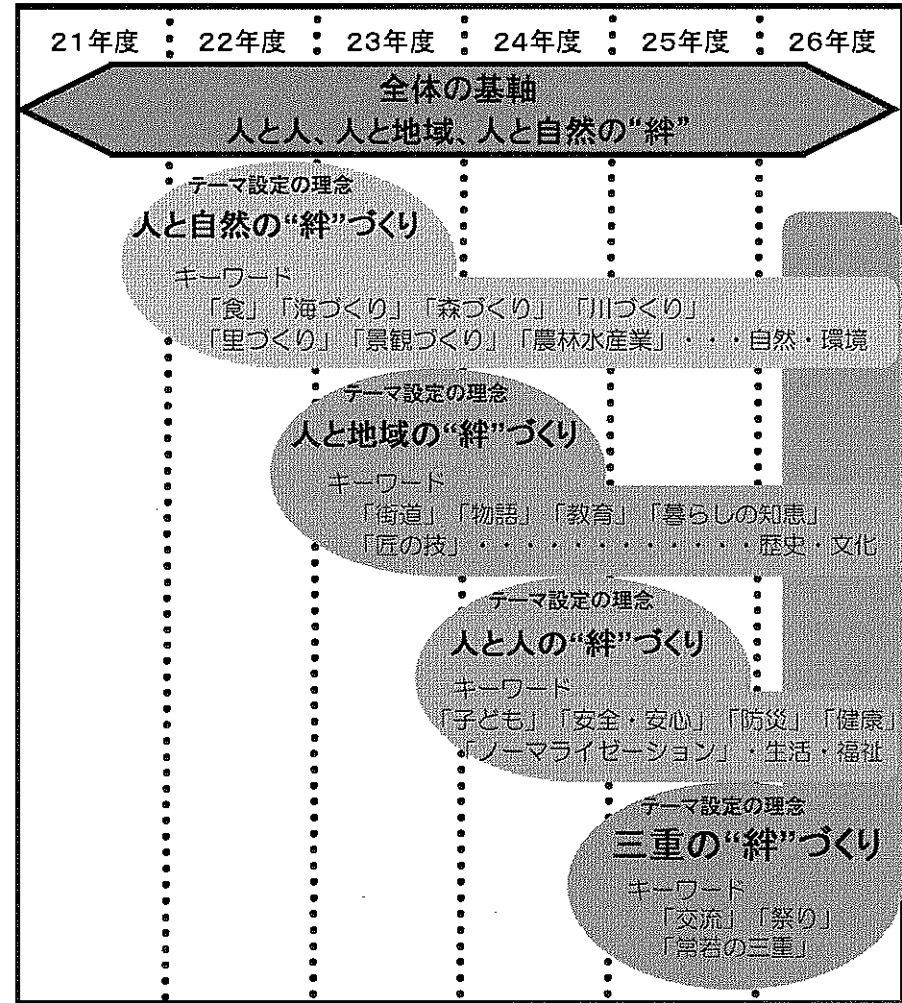 21年度 22年度 23年度 24年度 25年度 26年度
全体の基軸
人と人、人と地域、人と自然の“絆”
テーマ設定の理念
人と自然の“絆”づくり
キーワード
「食」「海づくり」「森づくり」「川づくり」
「里づくり」「景観づくり」「農林水産業」・・・自然・環境
テーマ設定の理念
人と地域の“絆”づくり
キーワード
「街道」「物語」「教育」「暮らしの知恵」
「匠の技」・・・・・・・・・・・・・歴史・文化
テーマ設定の理念
人と人の“絆”づくり
キーワード
「子ども」「安全・安心」「防災」「健康」
「ノーマライゼーション」・生活・福祉
テーマ設定の理念
三重の“絆”づくり
キーワード
「交流」「祭り」
「常若の三重」